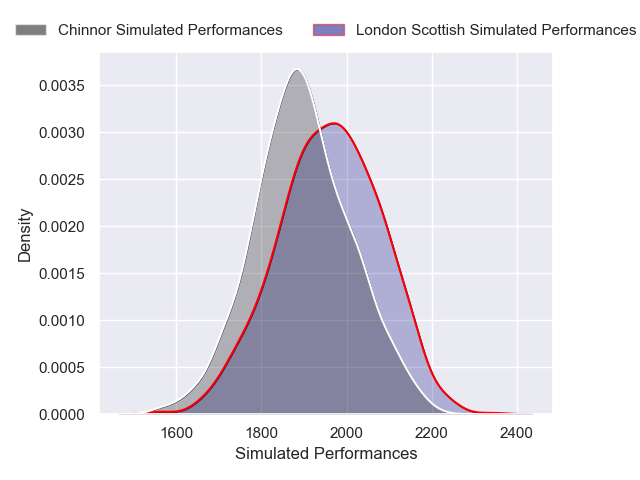 Chinnor Simulated Performances
London Scottish Simulated Performances
0.0035
0.0030
0.0025
0.0020
0.0015
0.0010
0.0005
0.0000
Density
1600 1800 2000 2200 2400
Simulated Performances